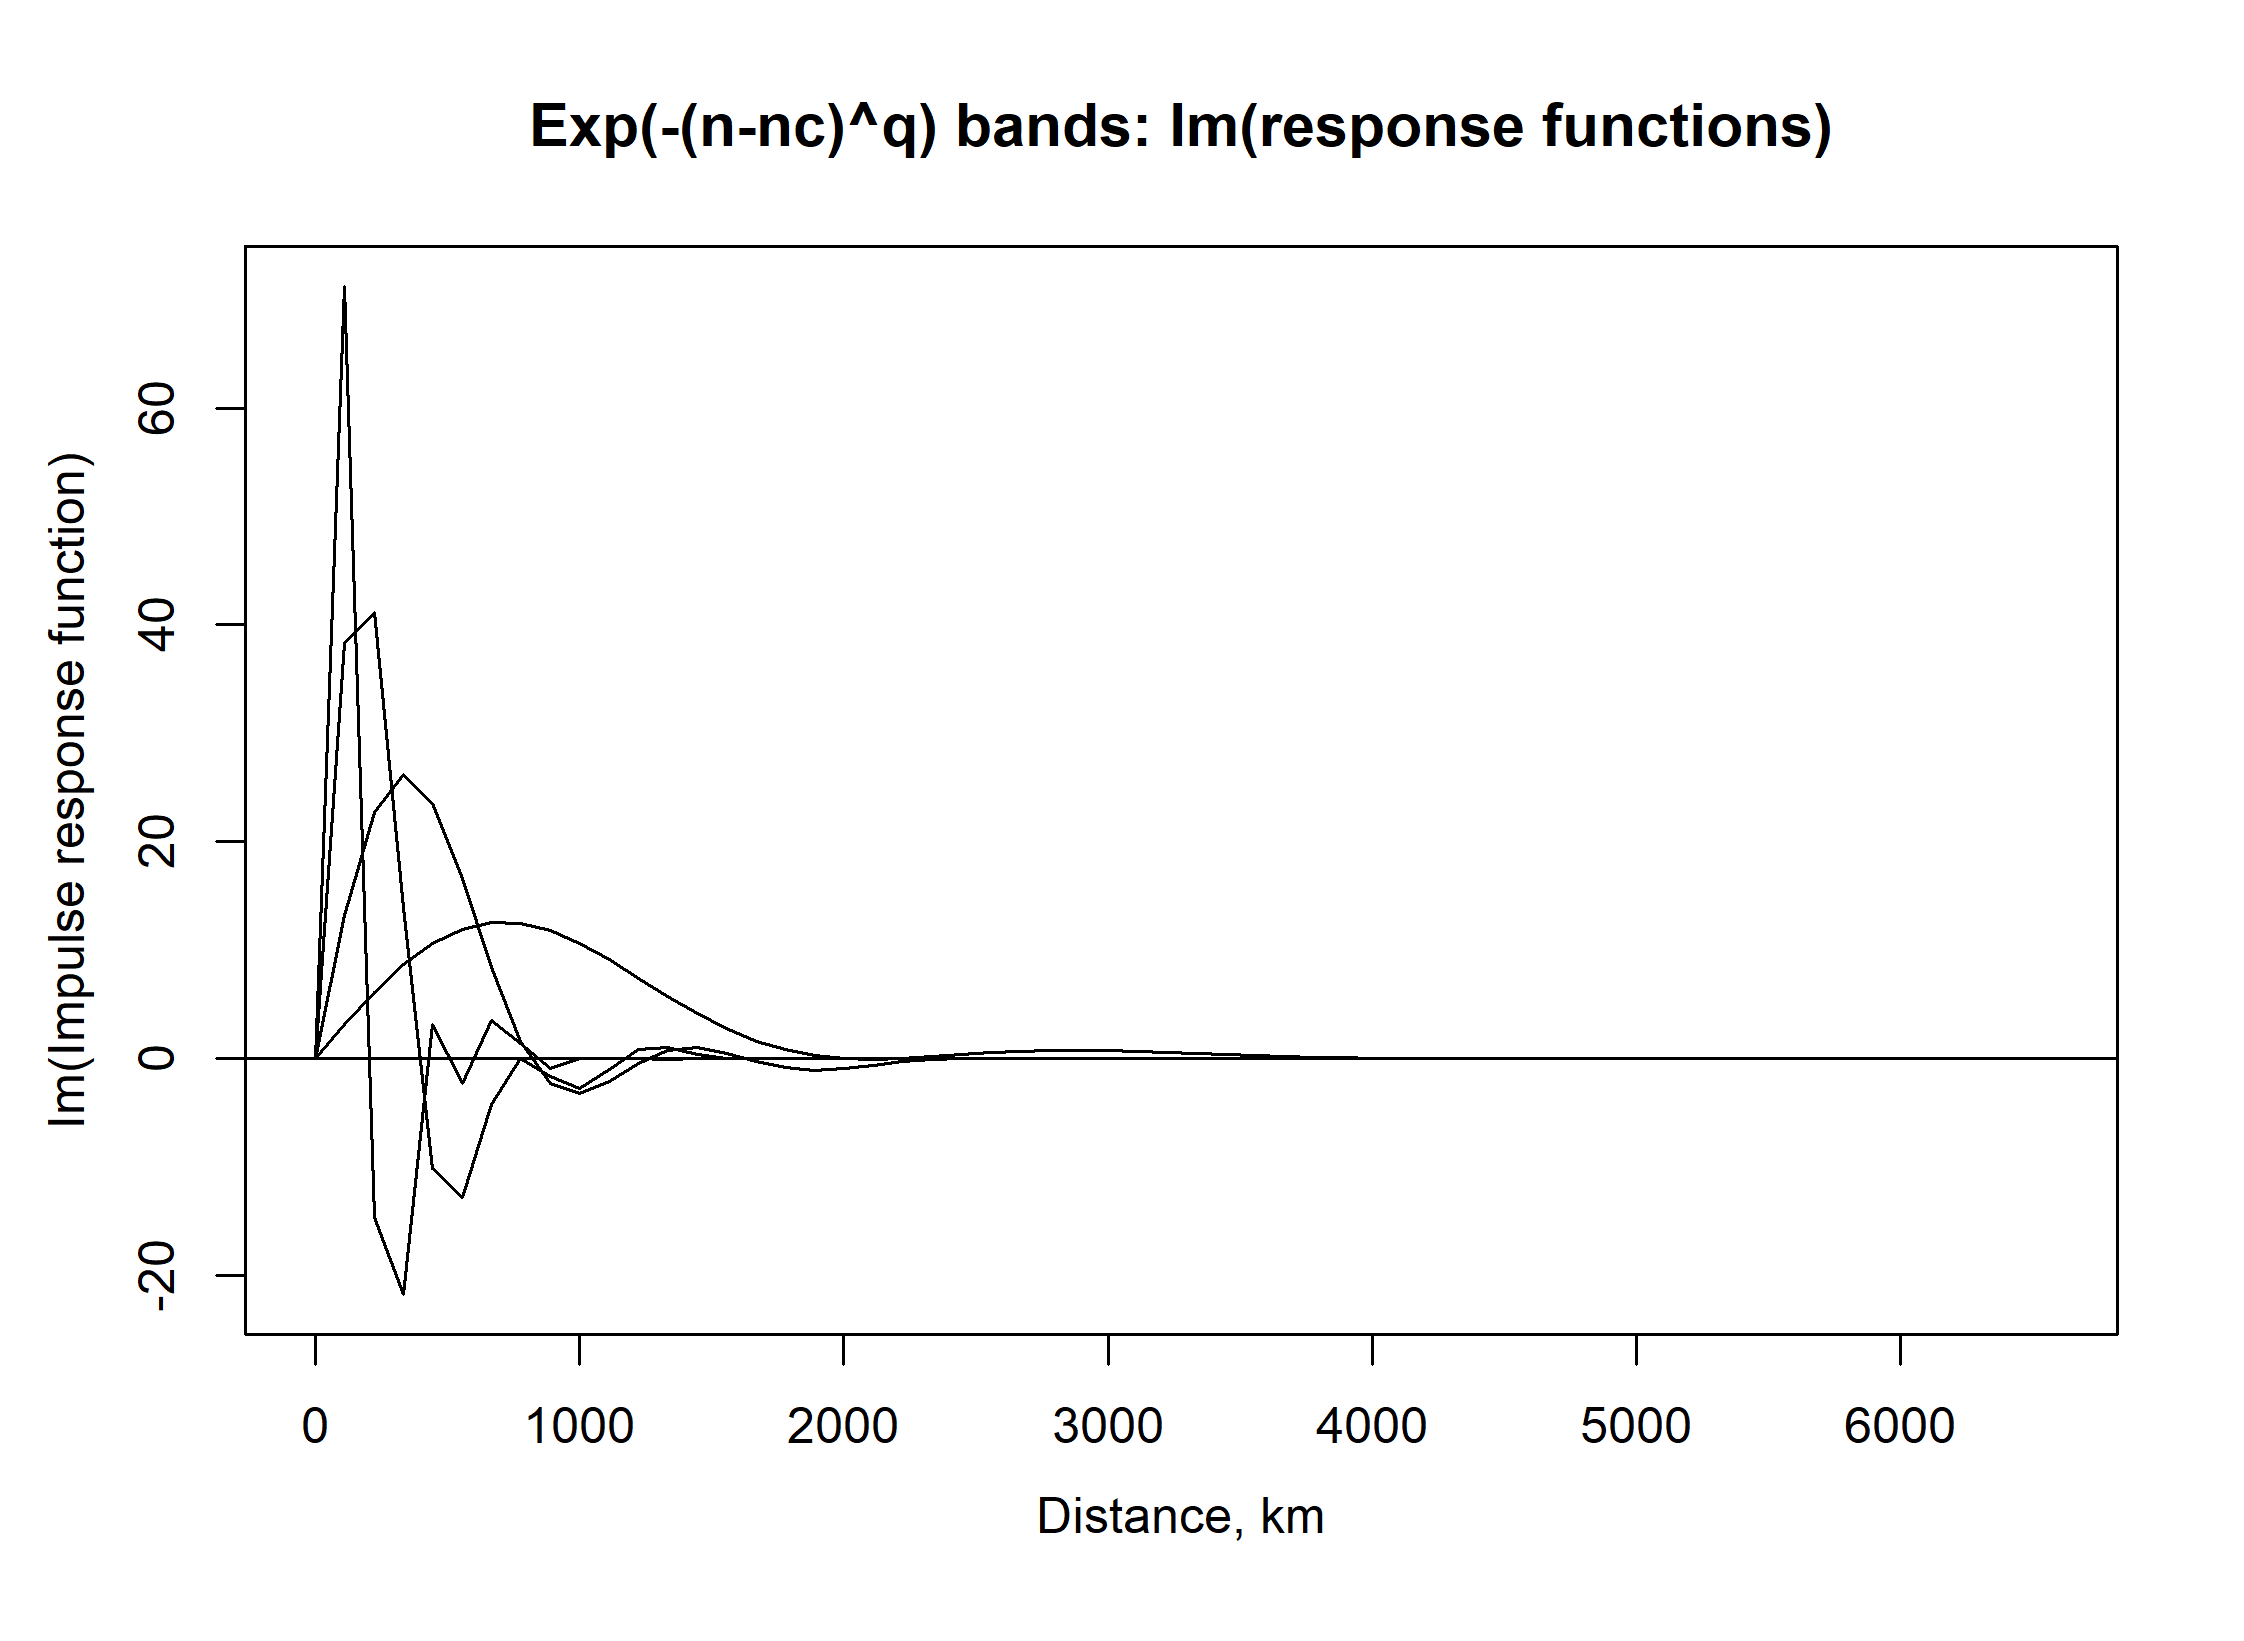 Exp(-(n-nc)^q) bands: Im(response functions)
Im(Impulse response function)
60
40
20
0
-20
0 1000 2000 3000 4000 5000 6000
Distance, km